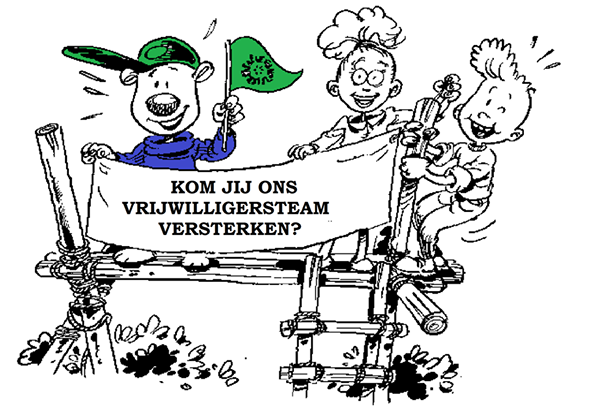 KOM JIJ ONS
VRIJWILLIGERSTEAM
VERSTERKEN?